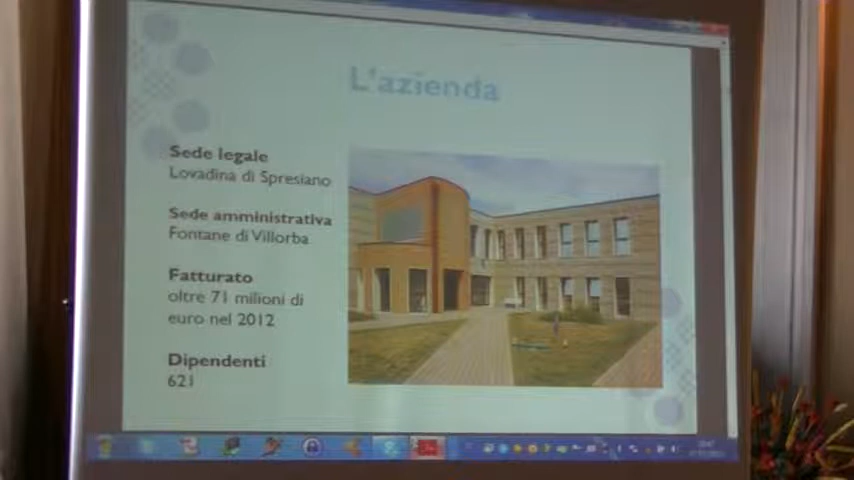 L'azienda
Sede legale
Lovadina di Spresiano
Sede amministrativa
Fontane di Villorba
Fatturato
oltre 71 milioni di
euro nel 2012
Dipendenti
621